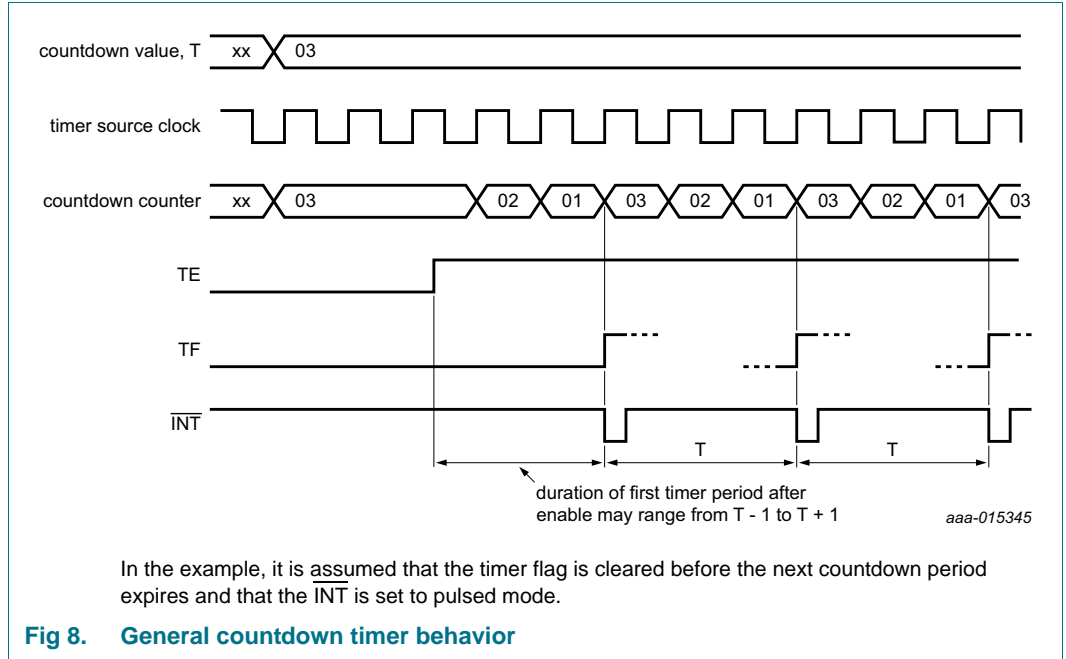 countdown value, T xx 03
timer source clock
countdown counter xx 03 02 01 03 02 01 03 02 01 03
TE
TF
INT
T T
duration of first timer period after
enable may range from T - 1 to T + 1
aaa-015345
In the example, it is assumed that the timer flag is cleared before the next countdown period
expires and that the INT is set to pulsed mode.
Fig 8. General countdown timer behavior